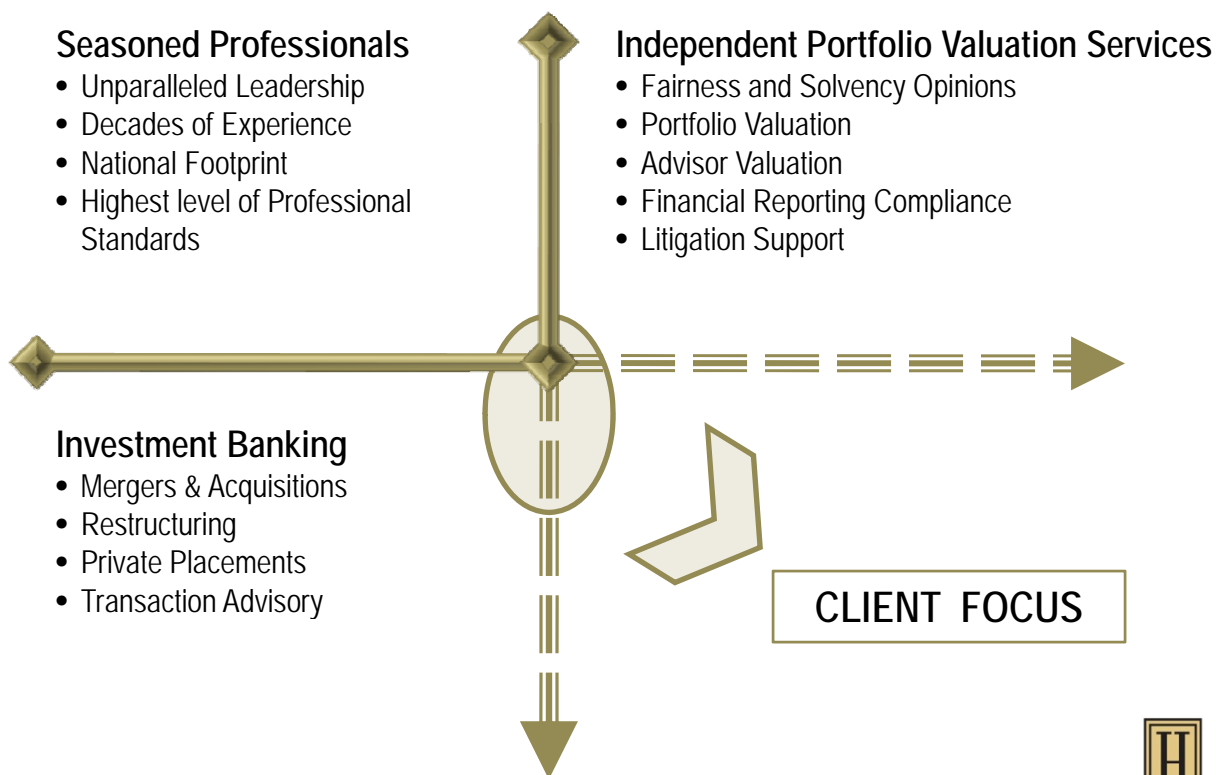 Seasoned Professionals
• Unparalleled Leadership
• Decades of Experience
• National Footprint
• Highest level of Professional
Standards
Independent Portfolio Valuation Services
• Fairness and Solvency Opinions
• Portfolio Valuation
• Advisor Valuation
• Financial Reporting Compliance
• Litigation Support
Investment Banking
• Mergers & Acquisitions
• Restructuring
• Private Placements
• Transaction Advisory
CLIENT FOCUS
H